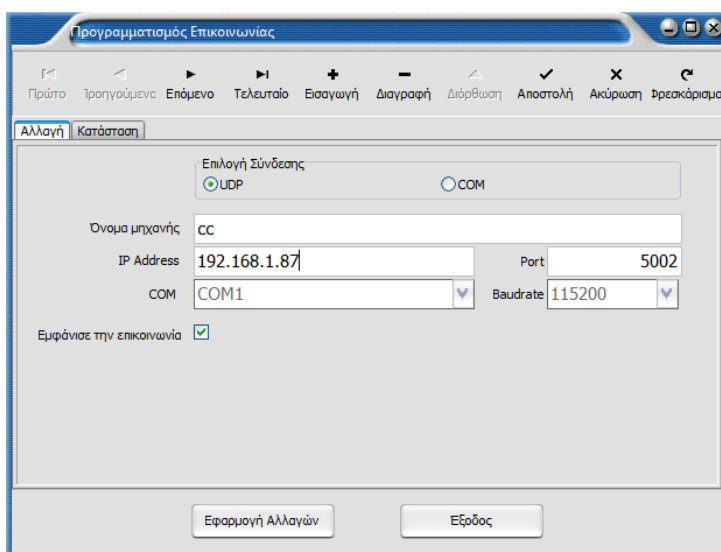 Προγραμματισμός Επικοινωνίας
Πρώτο Προηγούμενο Επόμενο Τελευταίο Εισαγωγή Διαγραφή Διόρθωση Αποστολή Ακύρωση Φρεσκάρισμα
Αλλαγή Κατάσταση
Επιλογή Σύνδεσης
UDP COM
Όνομα μηχανής cc
IP Address 192.168.1.87 Port 5002
COM COM1 Baudrate 115200
Εμφάνισε την επικοινωνία
Εφαρμογή Αλλαγών Έξοδος